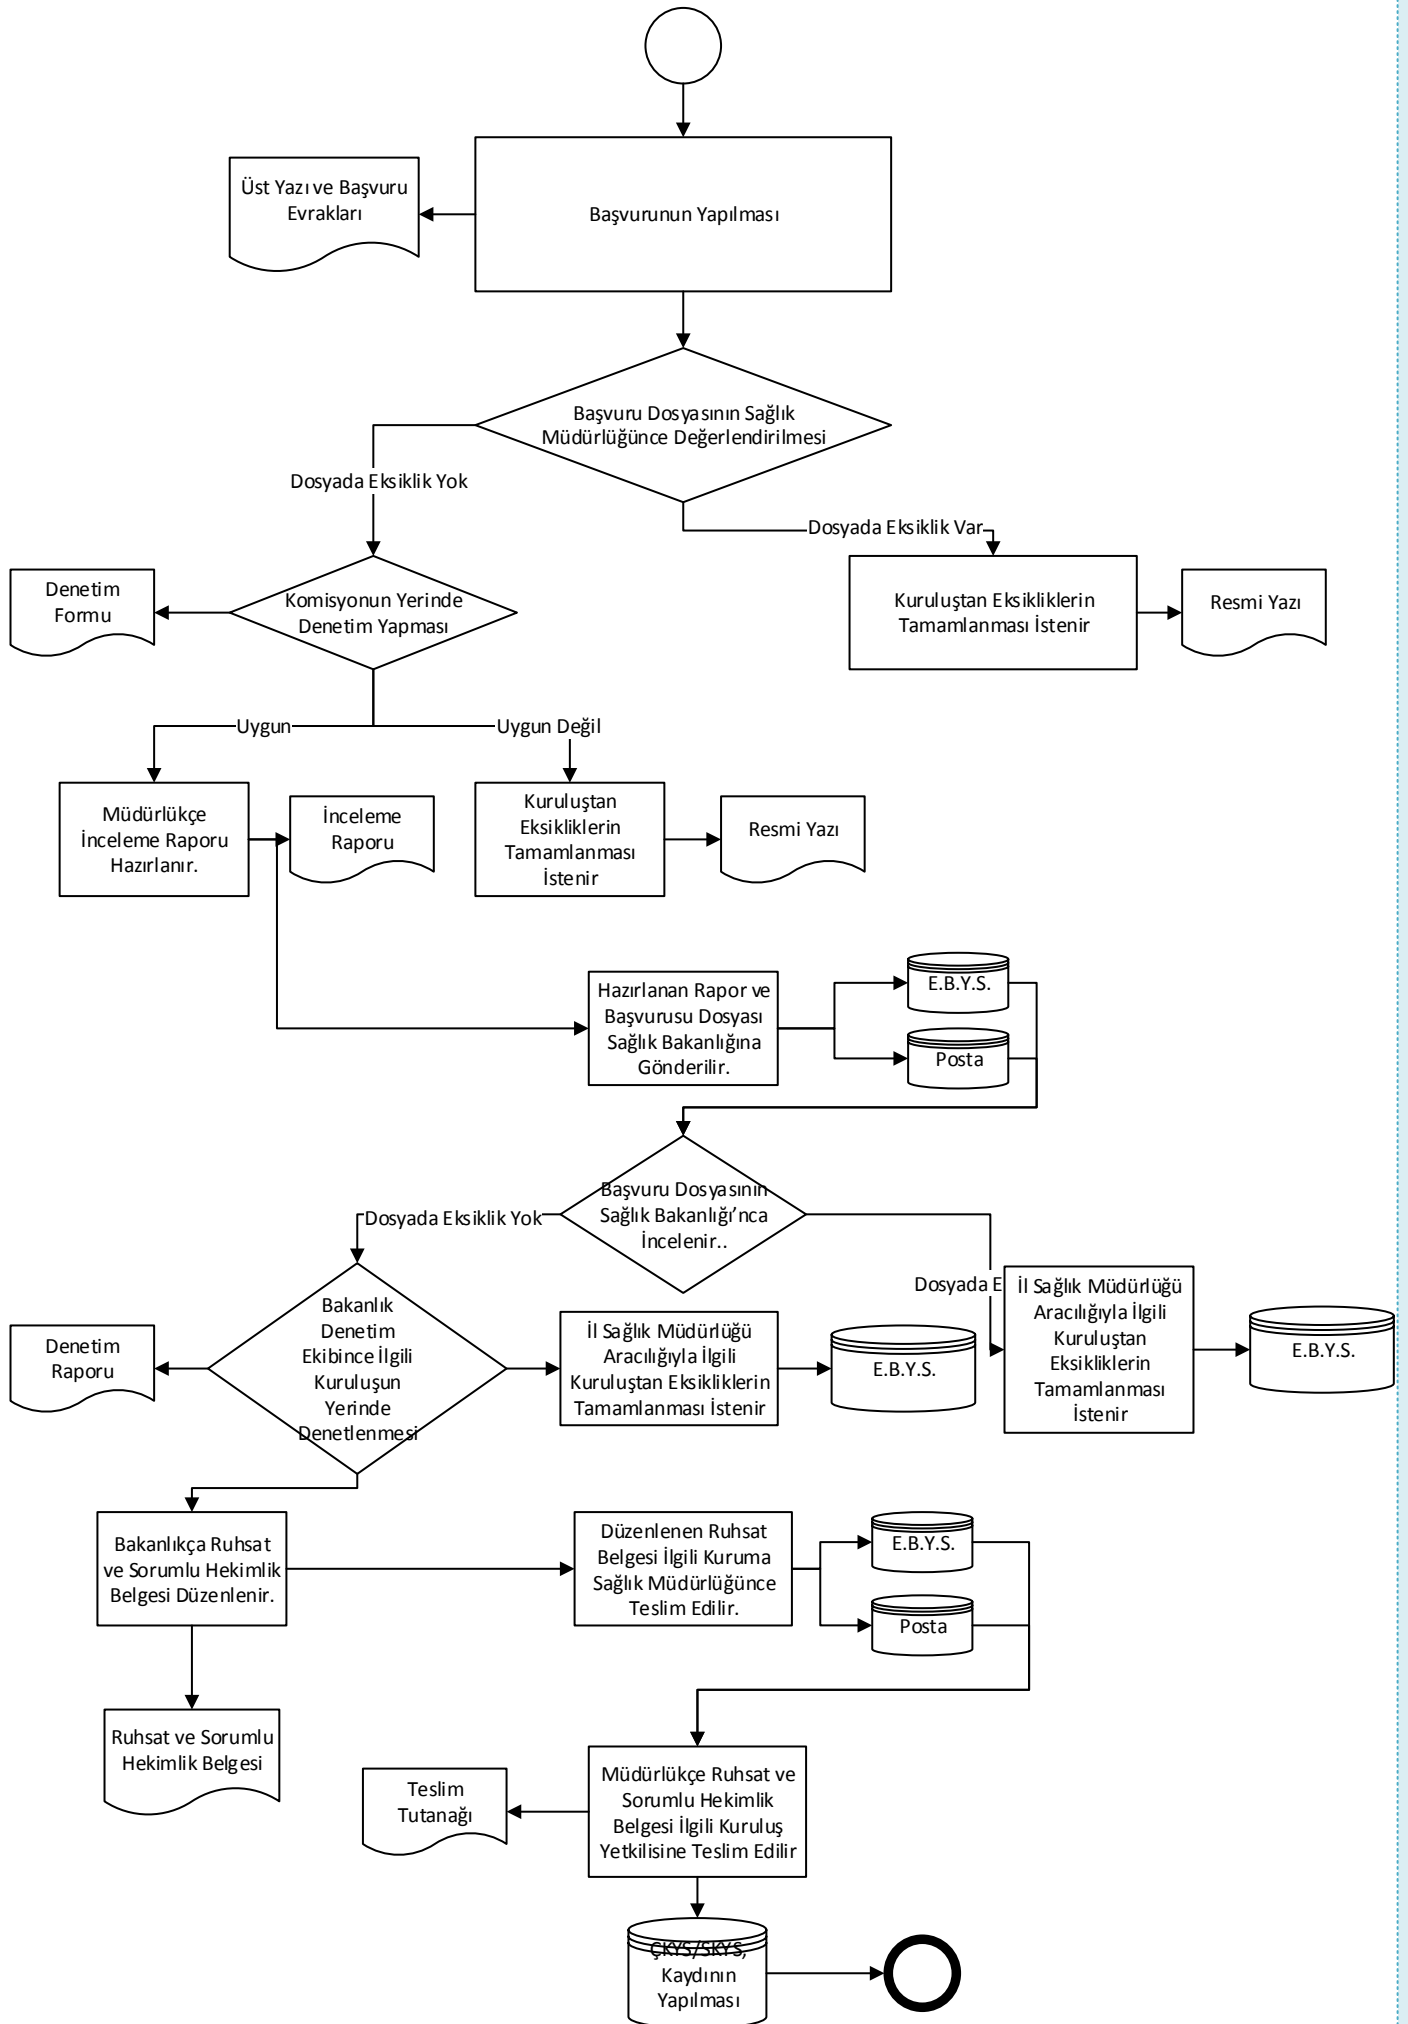 Üst Yazı ve Başvuru
Evrakları
Başvurunun Yapılması
Başvuru Dosyasının Sağlık
Müdürlüğünce Değerlendirilmesi
Dosyada Eksiklik Yok
Dosyada Eksiklik Var
Denetim
Formu
Komisyonun Yerinde
Denetim Yapması
Kuruluştan Eksikliklerin
Tamamlanması İstenir
Resmi Yazı
Uygun
Uygun Değil
Müdürlükçe
İnceleme Raporu
Hazırlanır.
İnceleme
Raporu
Kuruluştan
Eksikliklerin
Tamamlanması
İstenir
Resmi Yazı
Hazırlanan Rapor ve
Başvurusu Dosyası
Sağlık Bakanlığına
Gönderilir.
E.B.Y.S.
Posta
Başvuru Dosyasının
Sağlık Bakanlığı’nca
İncelenir..
Dosyada Eksiklik Yok
Dosyada E
Denetim
Raporu
Bakanlık
Denetim
Ekibince İlgili
Kuruluşun
Yerinde
Denetlenmesi
İl Sağlık Müdürlüğü
Aracılığıyla İlgili
Kuruluştan Eksikliklerin
Tamamlanması İstenir
E.B.Y.S.
İl Sağlık Müdürlüğü
Aracılığıyla İlgili
Kuruluştan
Eksikliklerin
Tamamlanması
İstenir
E.B.Y.S.
Bakanlıkça Ruhsat
ve Sorumlu Hekimlik
Belgesi Düzenlenir.
Düzenlenen Ruhsat
Belgesi İlgili Kuruma
Sağlık Müdürlüğünce
Teslim Edilir.
E.B.Y.S.
Posta
Ruhsat ve Sorumlu
Hekimlik Belgesi
Teslim
Tutanağı
Müdürlükçe Ruhsat ve
Sorumlu Hekimlik
Belgesi İlgili Kuruluş
Yetkilisine Teslim Edilir
ÇKYS/SKYS,
Kaydının
Yapılması